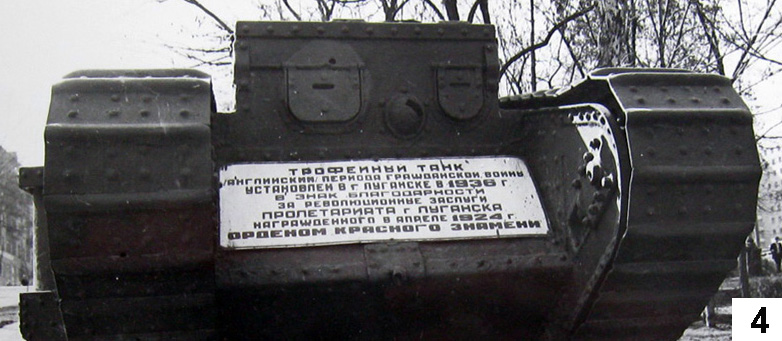 ТРОФЕЙНЫЙ ТАНК
/АНГЛИЙСКИЙ/ ПЕРИОДА ГРАЖДАНСКОЙ ВОЙНЫ
УСТАНОВЛЕН В г. ЛУГАНСКЕ В 1936 г.
В ЗНАК БЛАГОДАРНОСТИ
ЗА РЕВОЛЮЦИОННЫЕ ЗАСЛУГИ
ПРОЛЕТАРИАТА г. ЛУГАНСКА
НАГРАЖДЕННОГО В АПРЕЛЕ 1924 г.
ОРДЕНОМ КРАСНОГО ЗНАМЕНИ
4